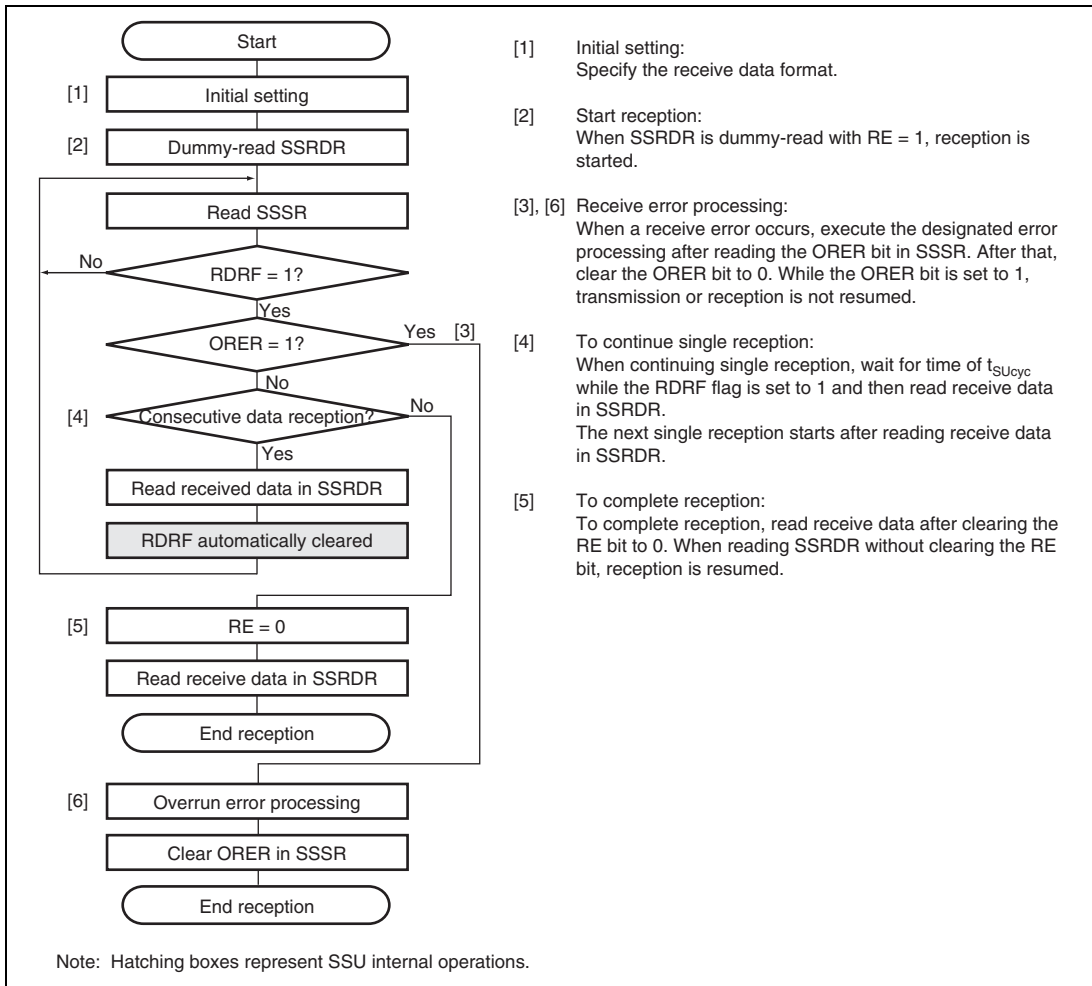 Start
[1] Initial setting
[2] Dummy-read SSRDR
Read SSSR
No
RDRF = 1?
Yes
ORER = 1?
Yes [3]
No
[4] Consecutive data reception?
No
Yes
Read received data in SSRDR
RDRF automatically cleared
[5] RE = 0
Read receive data in SSRDR
End reception
[6] Overrun error processing
Clear ORER in SSSR
End reception
[1] Initial setting:
Specify the receive data format.
[2] Start reception:
When SSRDR is dummy-read with RE = 1, reception is
started.
[3], [6] Receive error processing:
When a receive error occurs, execute the designated error
processing after reading the ORER bit in SSSR. After that,
clear the ORER bit to 0. While the ORER bit is set to 1,
transmission or reception is not resumed.
[4] To continue single reception:
When continuing single reception, wait for time of tSUcyc
while the RDRF flag is set to 1 and then read receive data
in SSRDR.
The next single reception starts after reading receive data
in SSRDR.
[5] To complete reception:
To complete reception, read receive data after clearing the
RE bit to 0. When reading SSRDR without clearing the RE
bit, reception is resumed.
Note: Hatching boxes represent SSU internal operations.